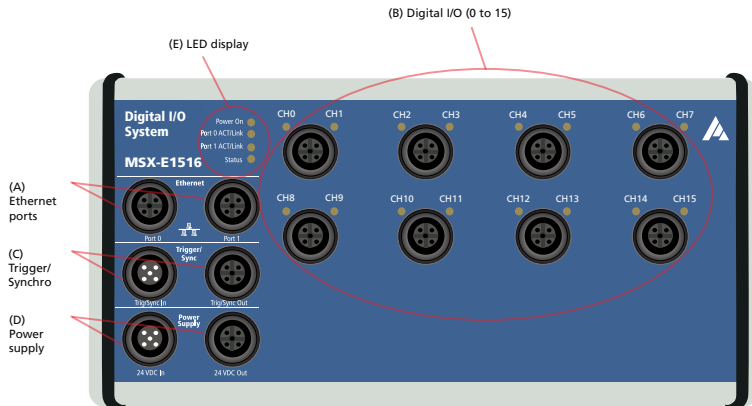 (B) Digital I/O (0 to 15)
(E) LED display
Digital I/O
System
MSX-E1516
Power On
Port 0 ACT/Link
Port 1 ACT/Link
Status
CH0 CH1 CH2 CH3 CH4 CH5 CH6 CH7
(A)
Ethernet
ports
Ethernet
Port 0 Port 1
CH8 CH9 CH10 CH11 CH12 CH13 CH14 CH15
(C)
Trigger/
Synchro
Trigger/
Sync
Trig/Sync In Trig/Sync Out
(D)
Power
supply
Power
Supply
24 VDC In 24 VDC Out